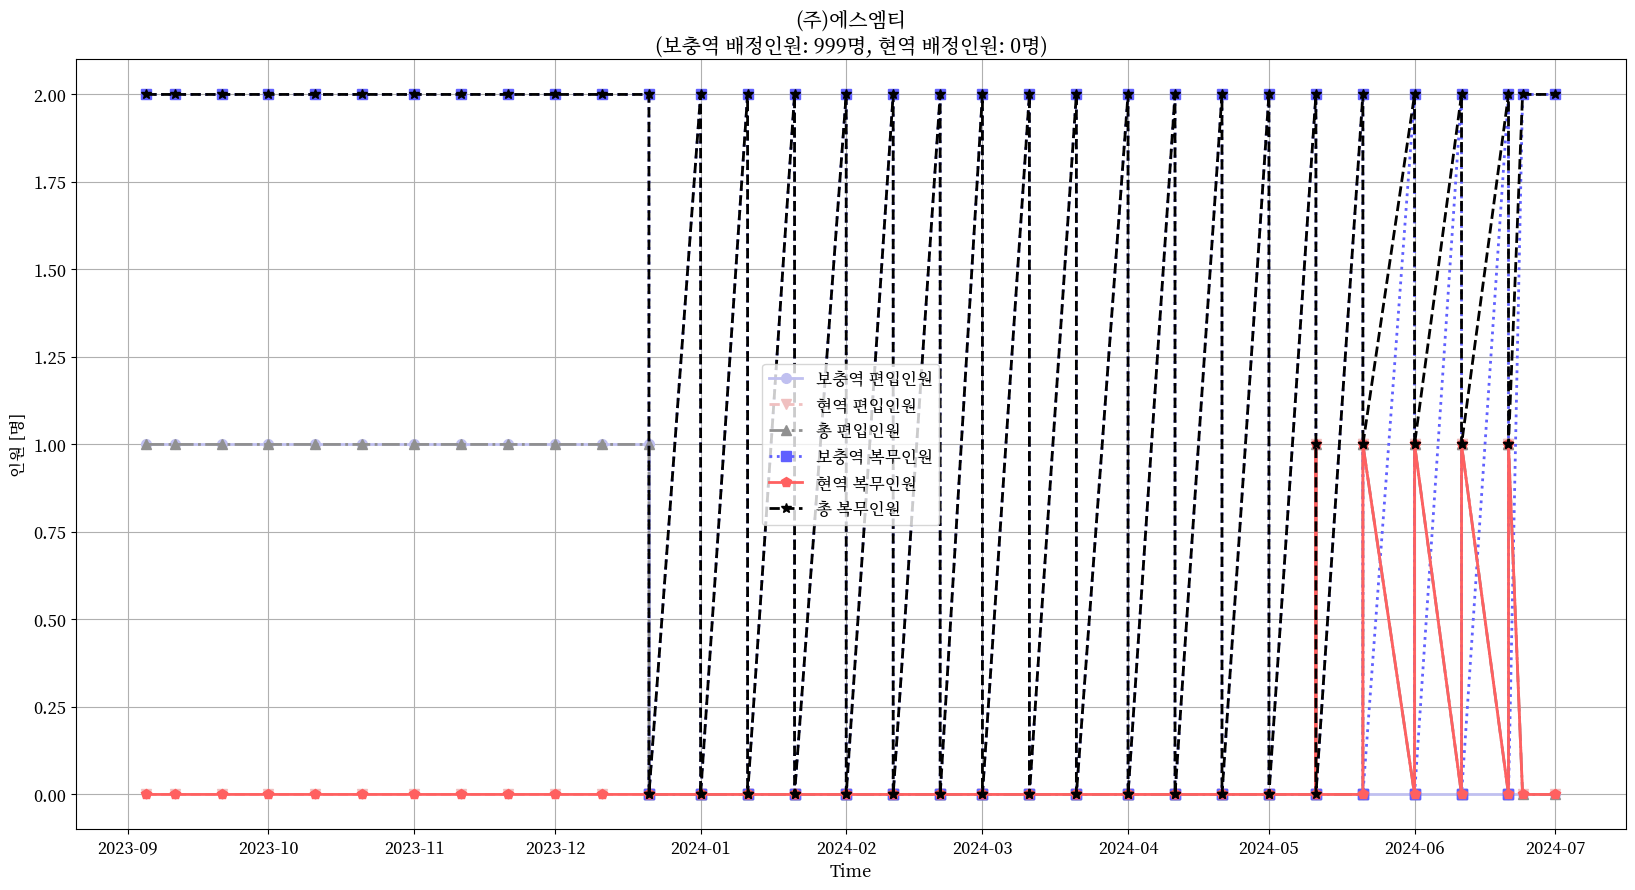 (주)에스엠티
(보충역 배정인원: 999명, 현역 배정인원: 0명)
인원 [명]
2.00
1.75
1.50
1.25
1.00
0.75
0.50
0.25
0.00
보충역 편입인원
현역 편입인원
총 편입인원
보충역 복무인원
현역 복무인원
총 복무인원
2023-09 2023-10 2023-11 2023-12 2024-01 2024-02 2024-03 2024-04 2024-05 2024-06 2024-07
Time